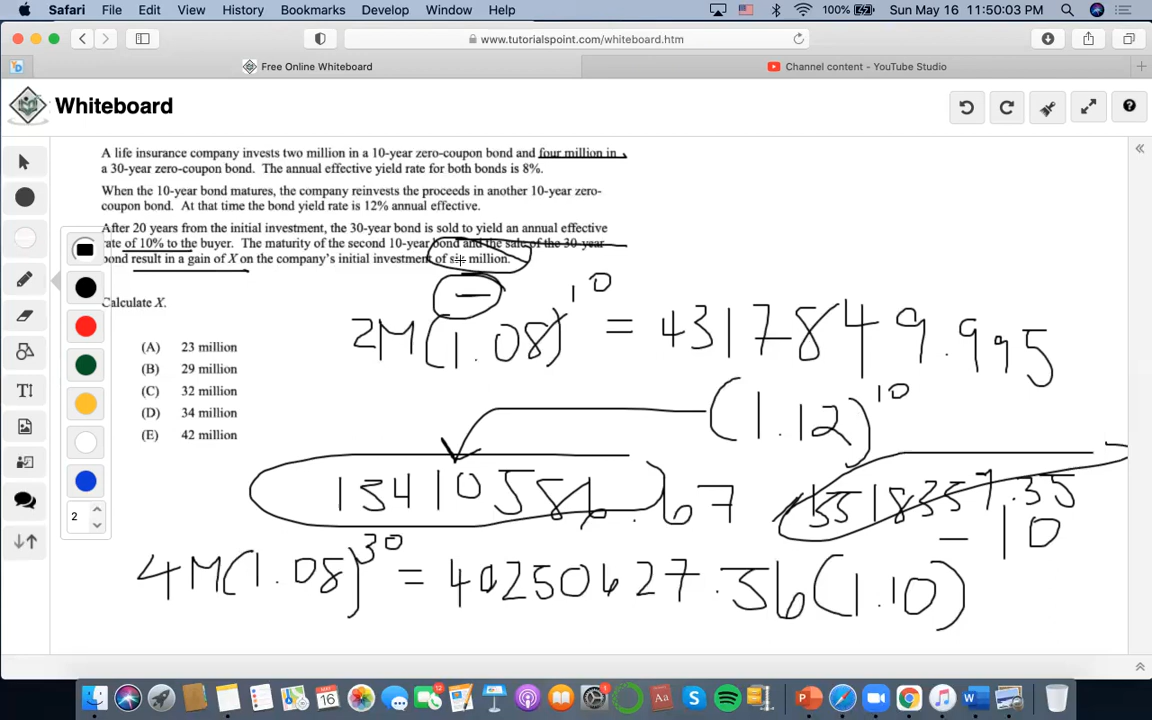 Safari File Edit View History Bookmarks Develop Window Help 100% Sun May 16 11:50:03 PM
www.tutorialspoint.com/whiteboard.htm
Free Online Whiteboard Channel content - YouTube Studio
Whiteboard
A life insurance company invests two million in a 10-year zero-coupon bond and four million in
a 30-year zero-coupon bond. The annual effective yield rate for both bonds is 8%.
When the 10-year bond matures, the company reinvests the proceeds in another 10-year zero-
coupon bond. At that time the bond yield rate is 12% annual effective.
After 20 years from the initial investment, the 30-year bond is sold to yield an annual effective
rate of 10% to the buyer. The maturity of the second 10-year bond and the sale of the 30-year
bond result in a gain of X on the company's initial investment of six million.
Calculate X.
(A) 23 million
(B) 29 million
(C) 32 million
(D) 34 million
(E) 42 million
2M(1.08)^10 = 4317849.995
(1.12)^10
13410556.67
-10
4M(1.08)^30 = 40250627.36(1.10)
2